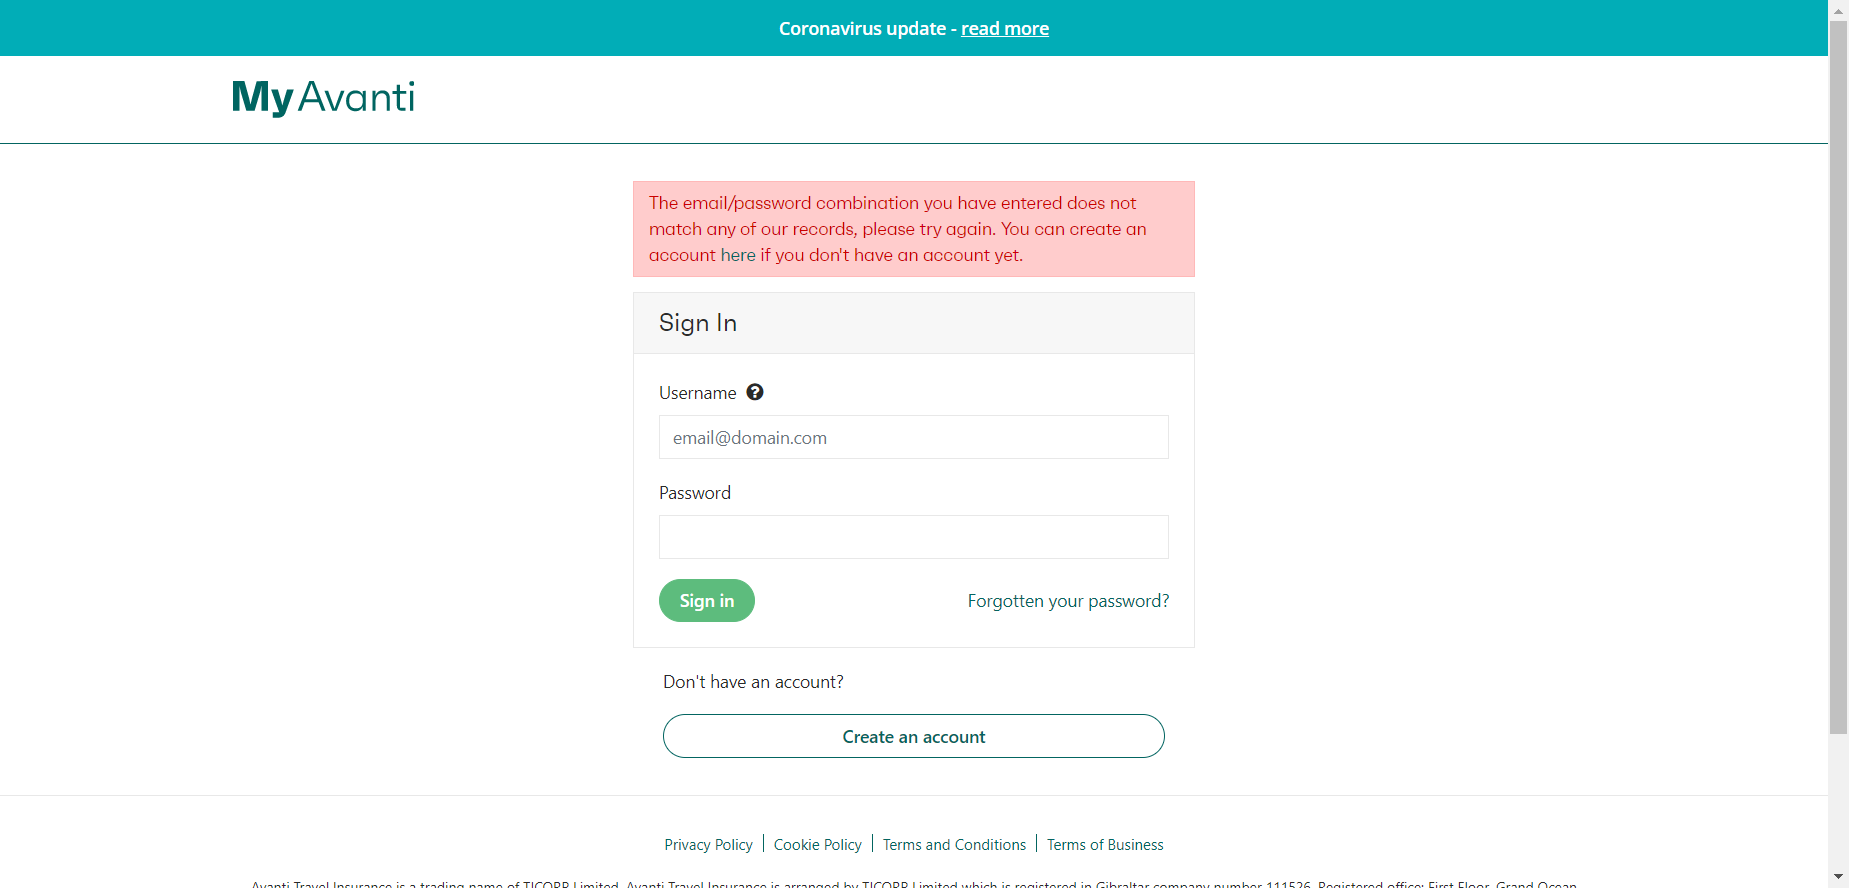 Coronavirus update - read more
My Avanti
The email/password combination you have entered does not
match any of our records, please try again. You can create an
account here if you don't have an account yet.
Sign In
Username ?
email@domain.com
Password
Sign in
Forgotten your password?
Don't have an account?
Create an account
Privacy Policy | Cookie Policy | Terms and Conditions | Terms of Business
Avanti Travel Insurance is a trading name of TICORP Limited. Avanti Travel Insurance is arranged by TICORP Limited which is registered in Gibraltar company number 111526. Registered office: First Floor, Grand Ocean